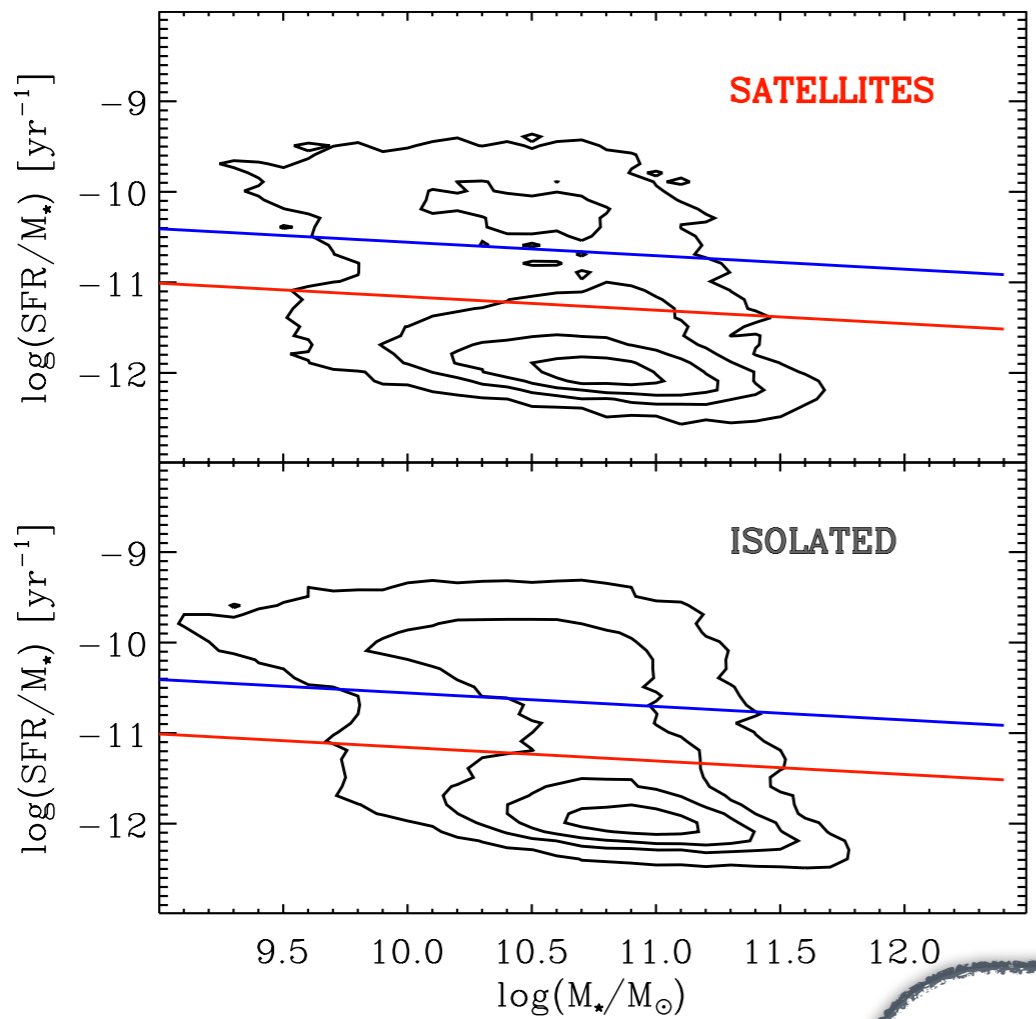 SATELLITES
log(SFR/M⋆) [yr⁻¹]
−9
−10
−11
−12
ISOLATED
log(SFR/M⋆) [yr⁻¹]
−9
−10
−11
−12
9.5 10.0 10.5 11.0 11.5 12.0
log(M⋆/M⊙)